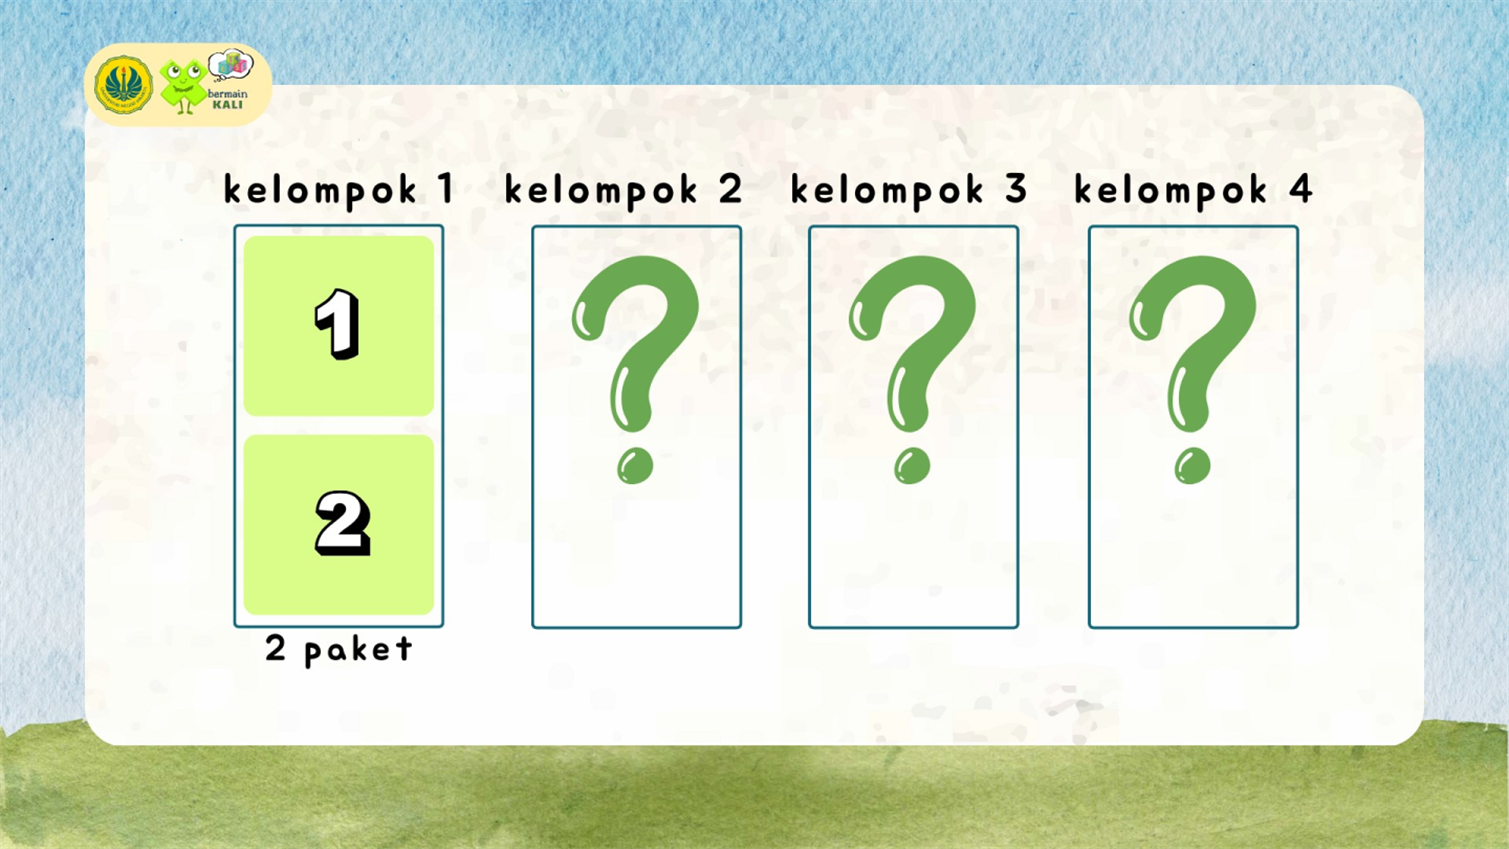 bermain
KALI
kelompok 1
kelompok 2
kelompok 3
kelompok 4
1
2
?
?
?
2 paket